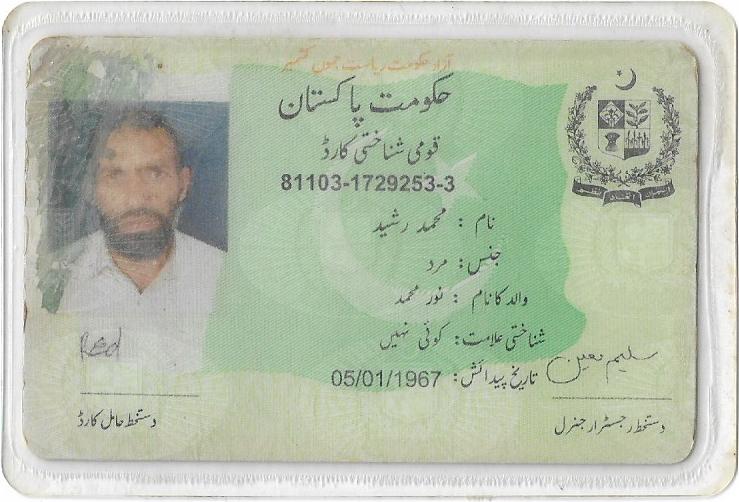 آزاد حکومت ریاست جموں کشمیر
حکومت پاکستان
قومی شناختی کارڈ
81103-1729253-3
نام : محمد رشید
جنس : مرد
والد کا نام : نور محمد
شناختی علامت : کوئی نہیں
تاریخ پیدائش : 05/01/1967
سلیم معین
دستخط حامل کارڈ
دستخط رجسٹرار جنرل